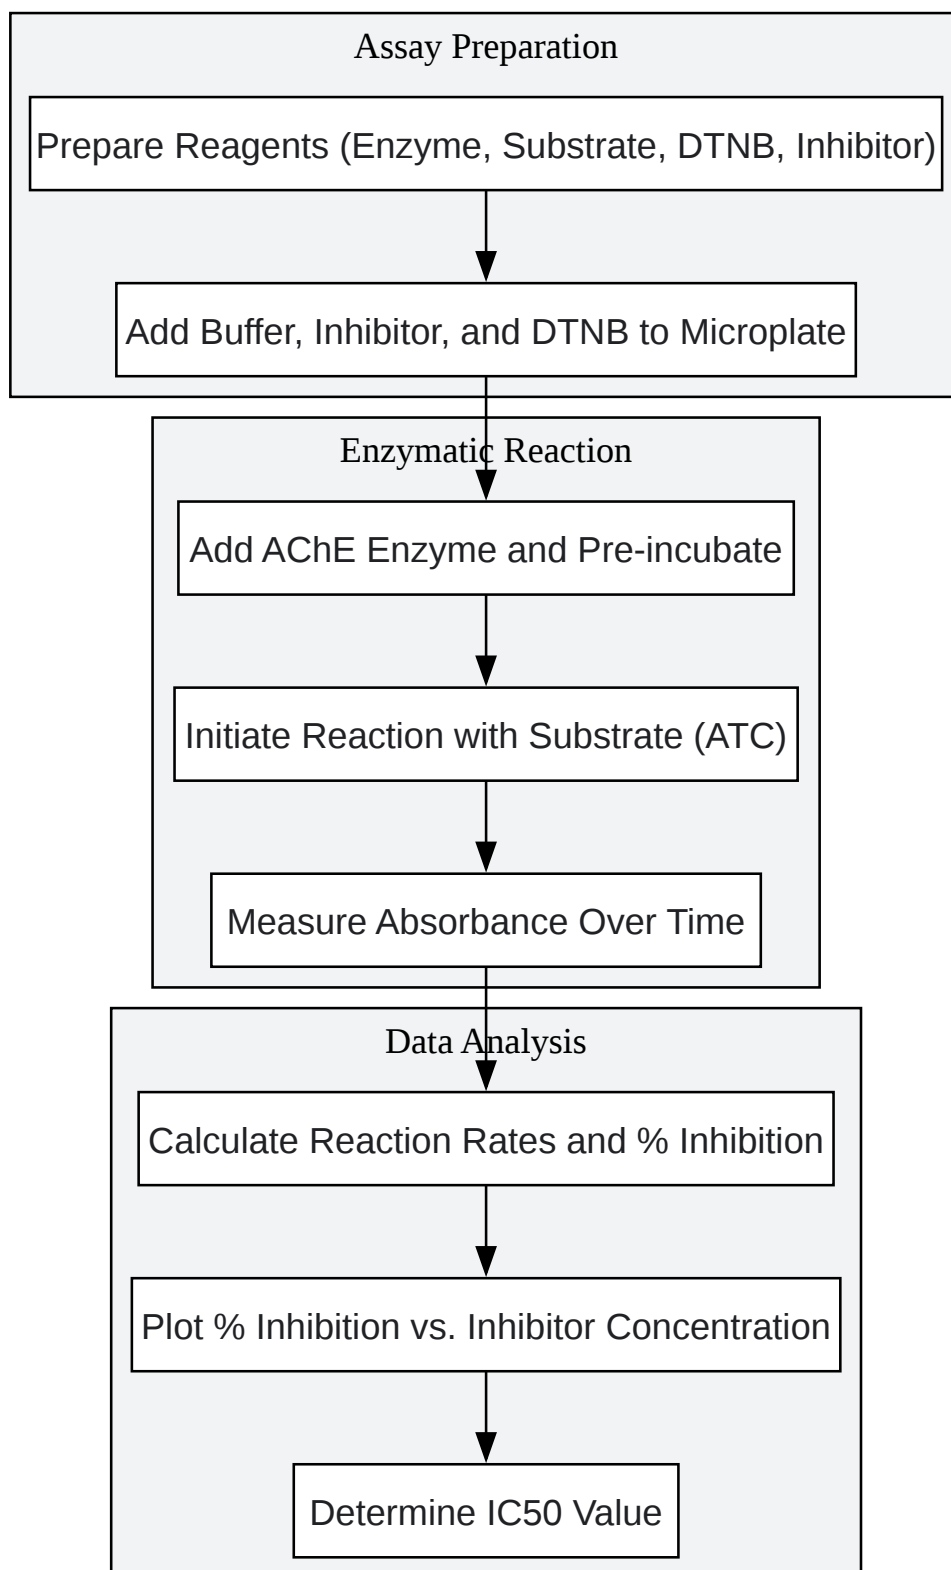 Assay Preparation
Prepare Reagents (Enzyme, Substrate, DTNB, Inhibitor)
Add Buffer, Inhibitor, and DTNB to Microplate
Enzymatic Reaction
Add AChE Enzyme and Pre-incubate
Initiate Reaction with Substrate (ATC)
Measure Absorbance Over Time
Data Analysis
Calculate Reaction Rates and % Inhibition
Plot % Inhibition vs. Inhibitor Concentration
Determine IC50 Value